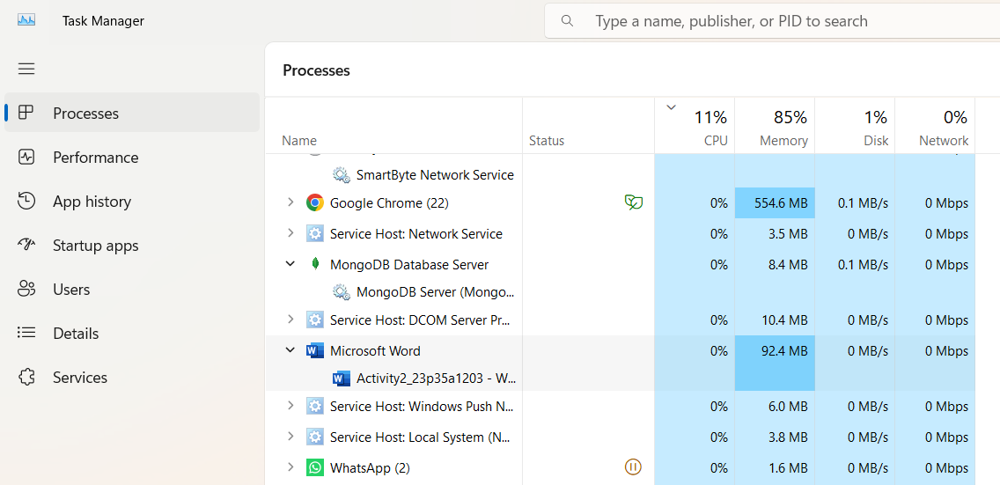 Task Manager
Type a name, publisher, or PID to search
Processes
Performance
App history
Startup apps
Users
Details
Services
Processes
11% 85% 1% 0%
Name Status CPU Memory Disk Network
SmartByte Network Service
Google Chrome (22) 0% 554.6 MB 0.1 MB/s 0 Mbps
Service Host: Network Service 0% 3.5 MB 0 MB/s 0 Mbps
MongoDB Database Server 0% 8.4 MB 0.1 MB/s 0 Mbps
MongoDB Server (Mongo...
Service Host: DCOM Server Pr... 0% 10.4 MB 0 MB/s 0 Mbps
Microsoft Word 0% 92.4 MB 0 MB/s 0 Mbps
Activity2_23p35a1203 - W...
Service Host: Windows Push N... 0% 6.0 MB 0 MB/s 0 Mbps
Service Host: Local System (N... 0% 3.8 MB 0 MB/s 0 Mbps
WhatsApp (2) 0% 1.6 MB 0 MB/s 0 Mbps